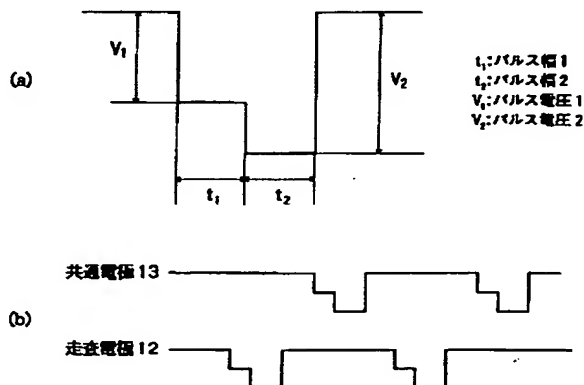 (a)
V₁
V₂
t₁
t₂
t₁:パルス幅1
t₂:パルス幅2
V₁:パルス電圧1
V₂:パルス電圧2
(b)
共通電極13
走査電極12